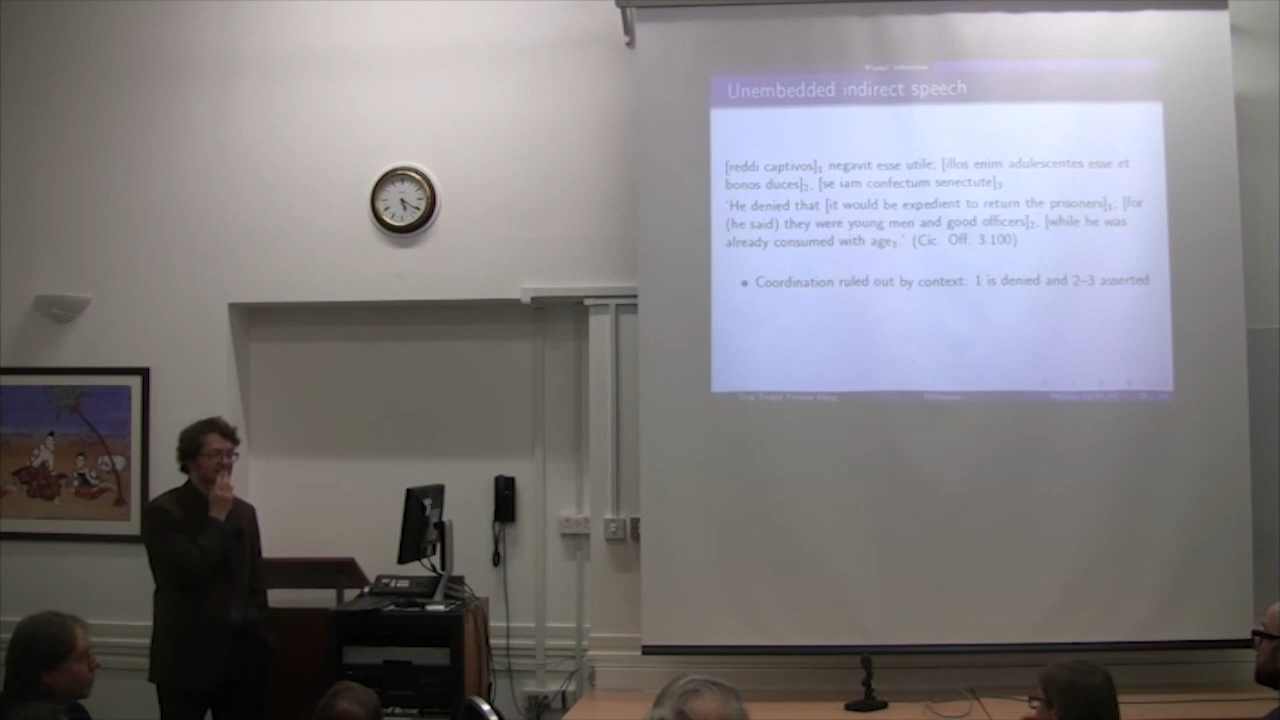 Unembedded indirect speech
[reddi captivos]₁ negavit esse utile; [illos enim adulescentes esse et
bonos duces]₂, [se iam confectum senectute]₃
'He denied that [it would be expedient to return the prisoners]₁; [for
(he said) they were young men and good officers]₂, [while he was
already consumed with age₃.' (Cic. Off. 3.100)
• Coordination ruled out by context: 1 is denied and 2–3 asserted